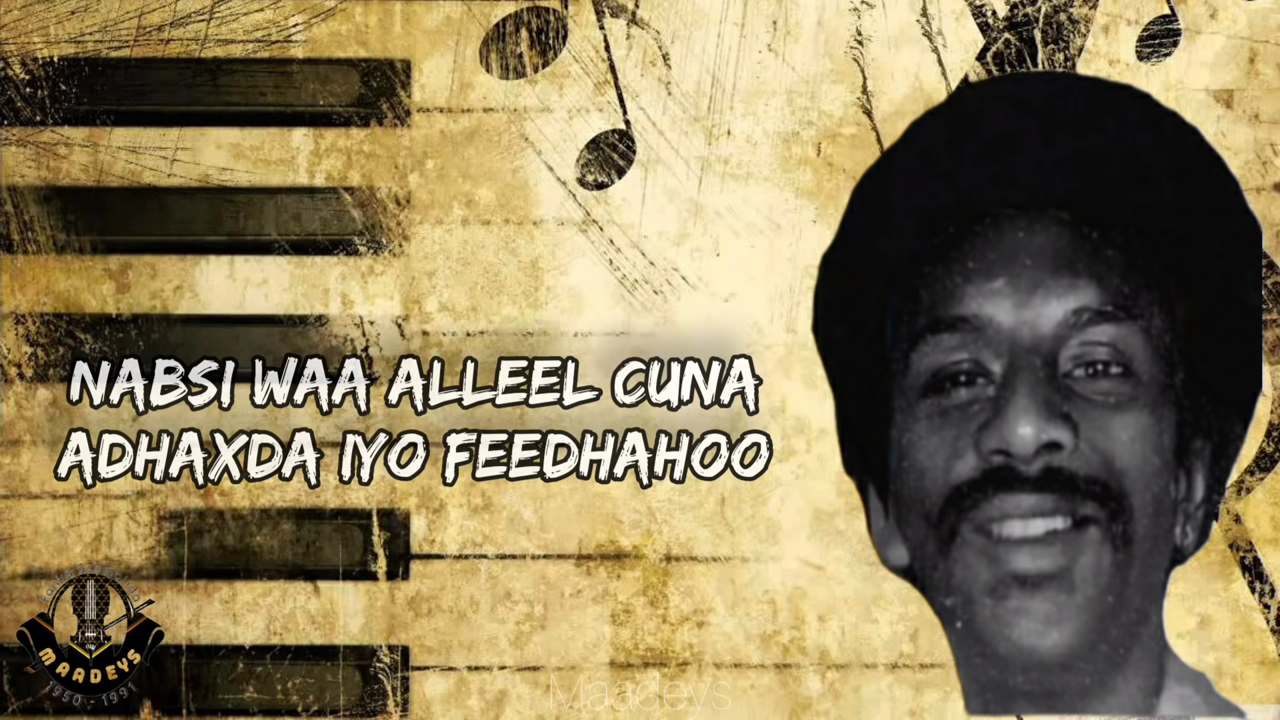 NABSI WAA ALLEEL CUNA
ADHAXDA IYO FEEDHAHOO
MAADEYS
1950 - 1991
Maadeys